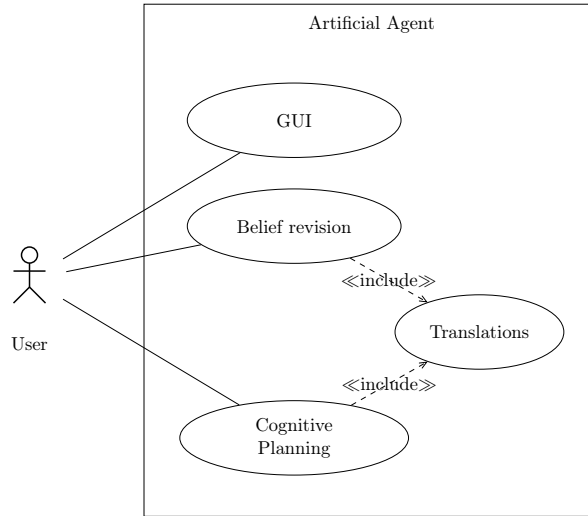 Artificial Agent
GUI
Belief revision
≪include≫
Translations
User
≪include≫
Cognitive
Planning